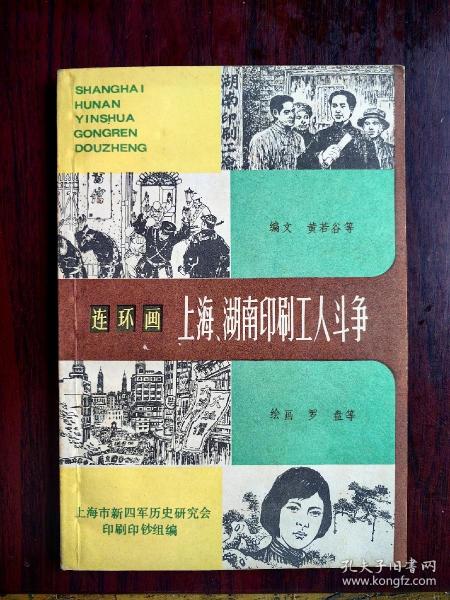 SHANGHAI
HUNAN
YINSHUA
GONGREN
DOUZHENG
湖南印刷工会
编文 黄若谷等
连环画 上海、湖南印刷工人斗争
绘画 罗 盘等
上海市新四军历史研究会
印刷印钞组编
孔夫子旧书网
www.kongfz.com